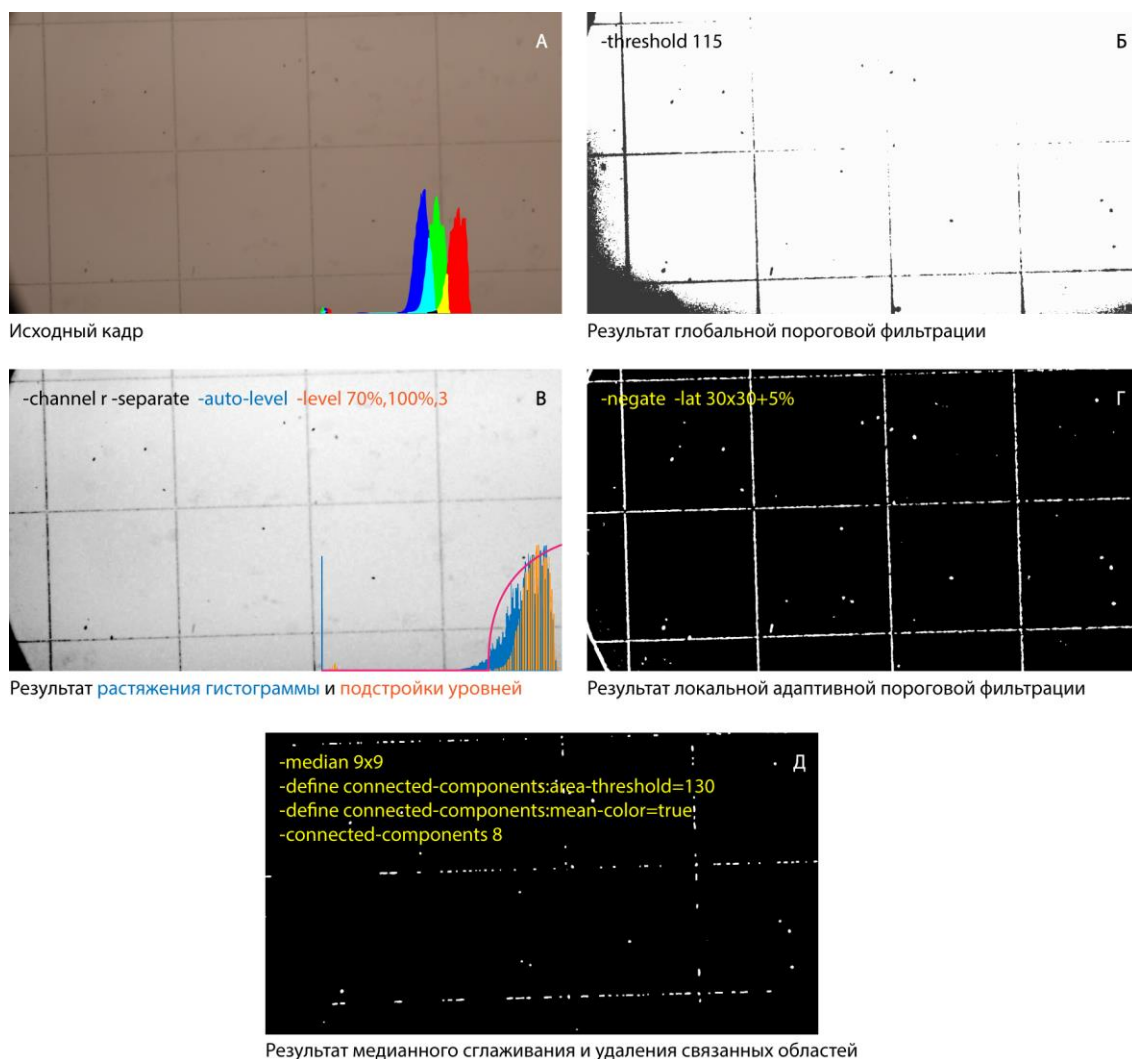 А
Исходный кадр
-threshold 115 Б
Результат глобальной пороговой фильтрации
-channel r -separate -auto-level -level 70%,100%,3 В
Результат растяжения гистограммы и подстройки уровней
-negate -lat 30x30+5% Г
Результат локальной адаптивной пороговой фильтрации
-median 9x9 Д
-define connected-components:area-threshold=130
-define connected-components:mean-color=true
-connected-components 8
Результат медианного сглаживания и удаления связанных областей